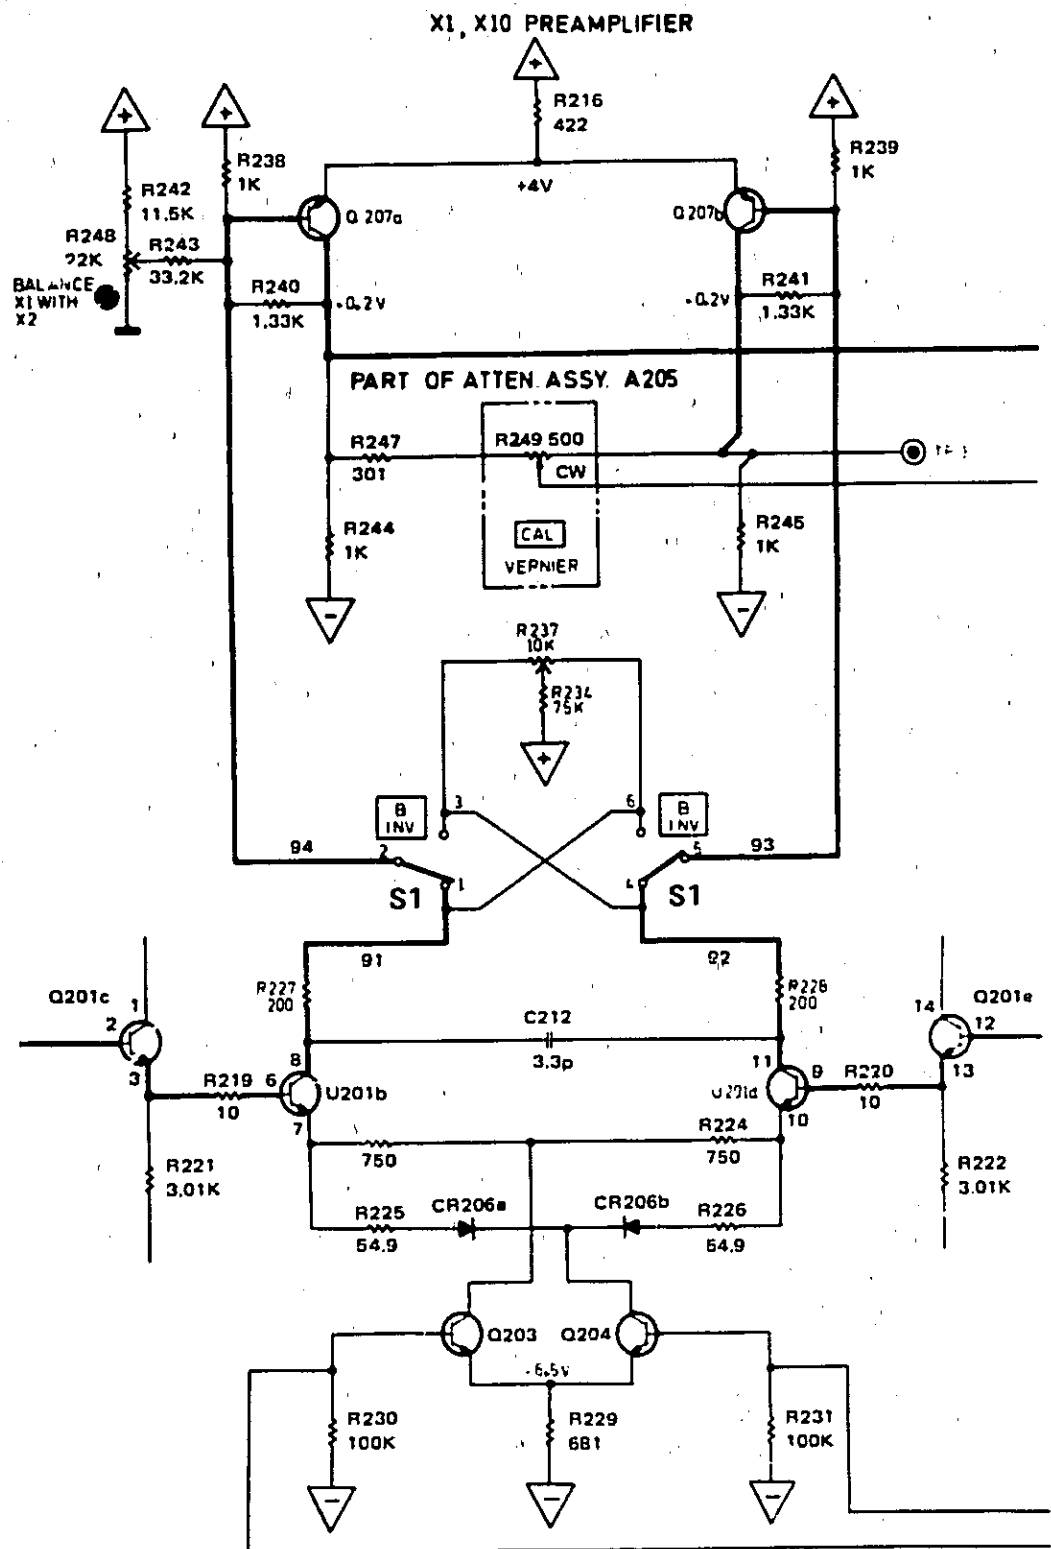 X1, X10 PREAMPLIFIER
+
R216
422
+
+
+
R238
1K
R239
1K
R242
11.5K
Q207a
+4V
Q207b
R248
R243
33.2K
BALANCE
X1 WITH
X2
R240
1.33K
-0.2V
-0.2V
R241
1.33K
PART OF ATTEN. ASSY. A205
R247
301
R249 500
CW
R244
1K
CAL
VERNIER
R245
1K
-
-
R237
10K
R234
75K
+
B
INV
3
6
B
INV
94
2
1
4
5
93
S1
S1
91
92
R227
200
R228
200
Q201c
1
2
3
C212
3.3p
14
Q201e
12
13
8
6
7
R219
10
U201b
11
9
10
U201d
R220
10
R221
3.01K
750
R224
750
R222
3.01K
R225
54.9
CR206a
CR206b
R226
54.9
Q203
Q204
-6.5V
R230
100K
R229
681
R231
100K
-
-
-